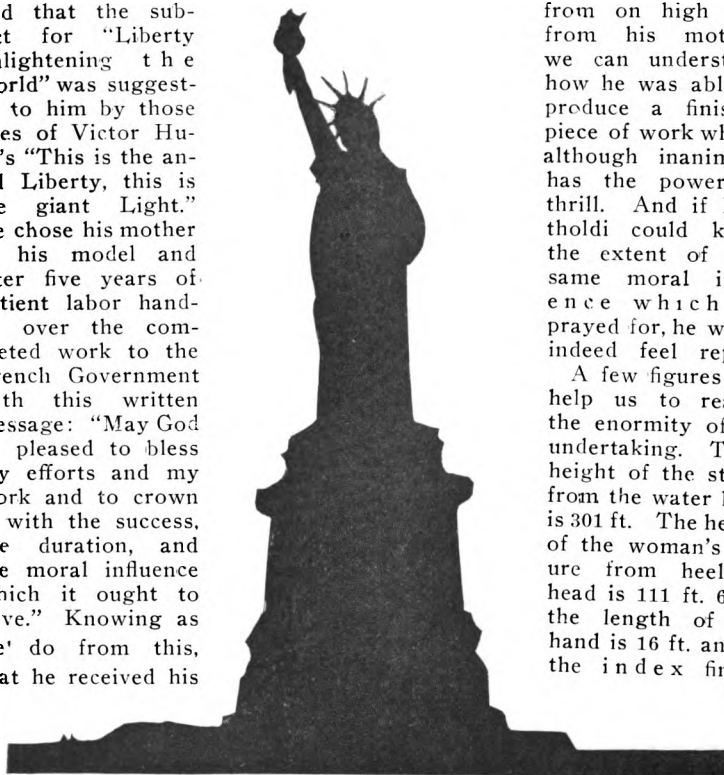 d that the sub-
ct for "Liberty
nlightening the
orld" was suggest-
to him by those
es of Victor Hu-
's "This is the an-
l Liberty, this is
e giant Light."
e chose his mother
his model and
ter five years of
tient labor hand-
over the com-
eted work to the
rench Government
th this written
essage: "May God
pleased to bless
y efforts and my
ork and to crown
with the success,
e duration, and
e moral influence
hich it ought to
ve." Knowing as
e' do from this,
at he received his
from on high
from his mot
we can underst
how he was abl
produce a finis
piece of work wh
although inanim
has the power
thrill. And if
tholdi could k
the extent of
same moral i
ence which
prayed for, he w
indeed feel rep
A few figures
help us to rea
the enormity of
undertaking. T
height of the st
from the water l
is 301 ft. The he
of the woman's
ure from heel
head is 111 ft. 6
the length of
hand is 16 ft. an
the index fin